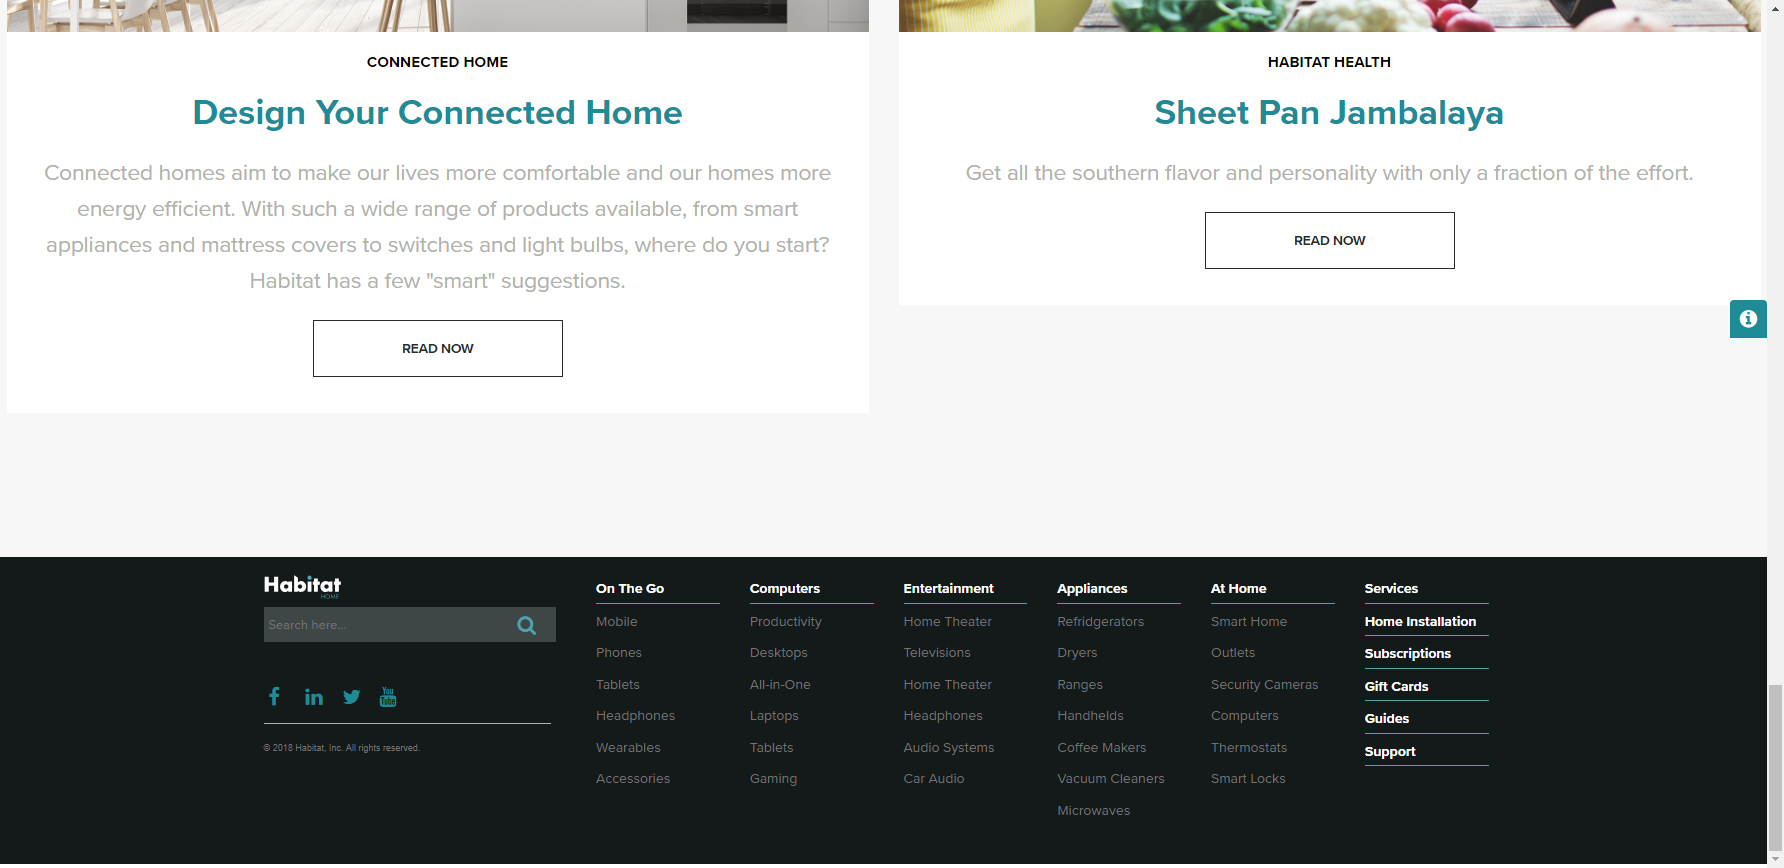 CONNECTED HOME
Design Your Connected Home
Connected homes aim to make our lives more comfortable and our homes more
energy efficient. With such a wide range of products available, from smart
appliances and mattress covers to switches and light bulbs, where do you start?
Habitat has a few "smart" suggestions.
READ NOW
HABITAT HEALTH
Sheet Pan Jambalaya
Get all the southern flavor and personality with only a fraction of the effort.
READ NOW
Habitat
HOME
Search here...
You
Tube
© 2018 Habitat, Inc. All rights reserved.
On The Go
Mobile
Phones
Tablets
Headphones
Wearables
Accessories
Computers
Productivity
Desktops
All-in-One
Laptops
Tablets
Gaming
Entertainment
Home Theater
Televisions
Home Theater
Headphones
Audio Systems
Car Audio
Appliances
Refridgerators
Dryers
Ranges
Handhelds
Coffee Makers
Vacuum Cleaners
Microwaves
At Home
Smart Home
Outlets
Security Cameras
Computers
Thermostats
Smart Locks
Services
Home Installation
Subscriptions
Gift Cards
Guides
Support